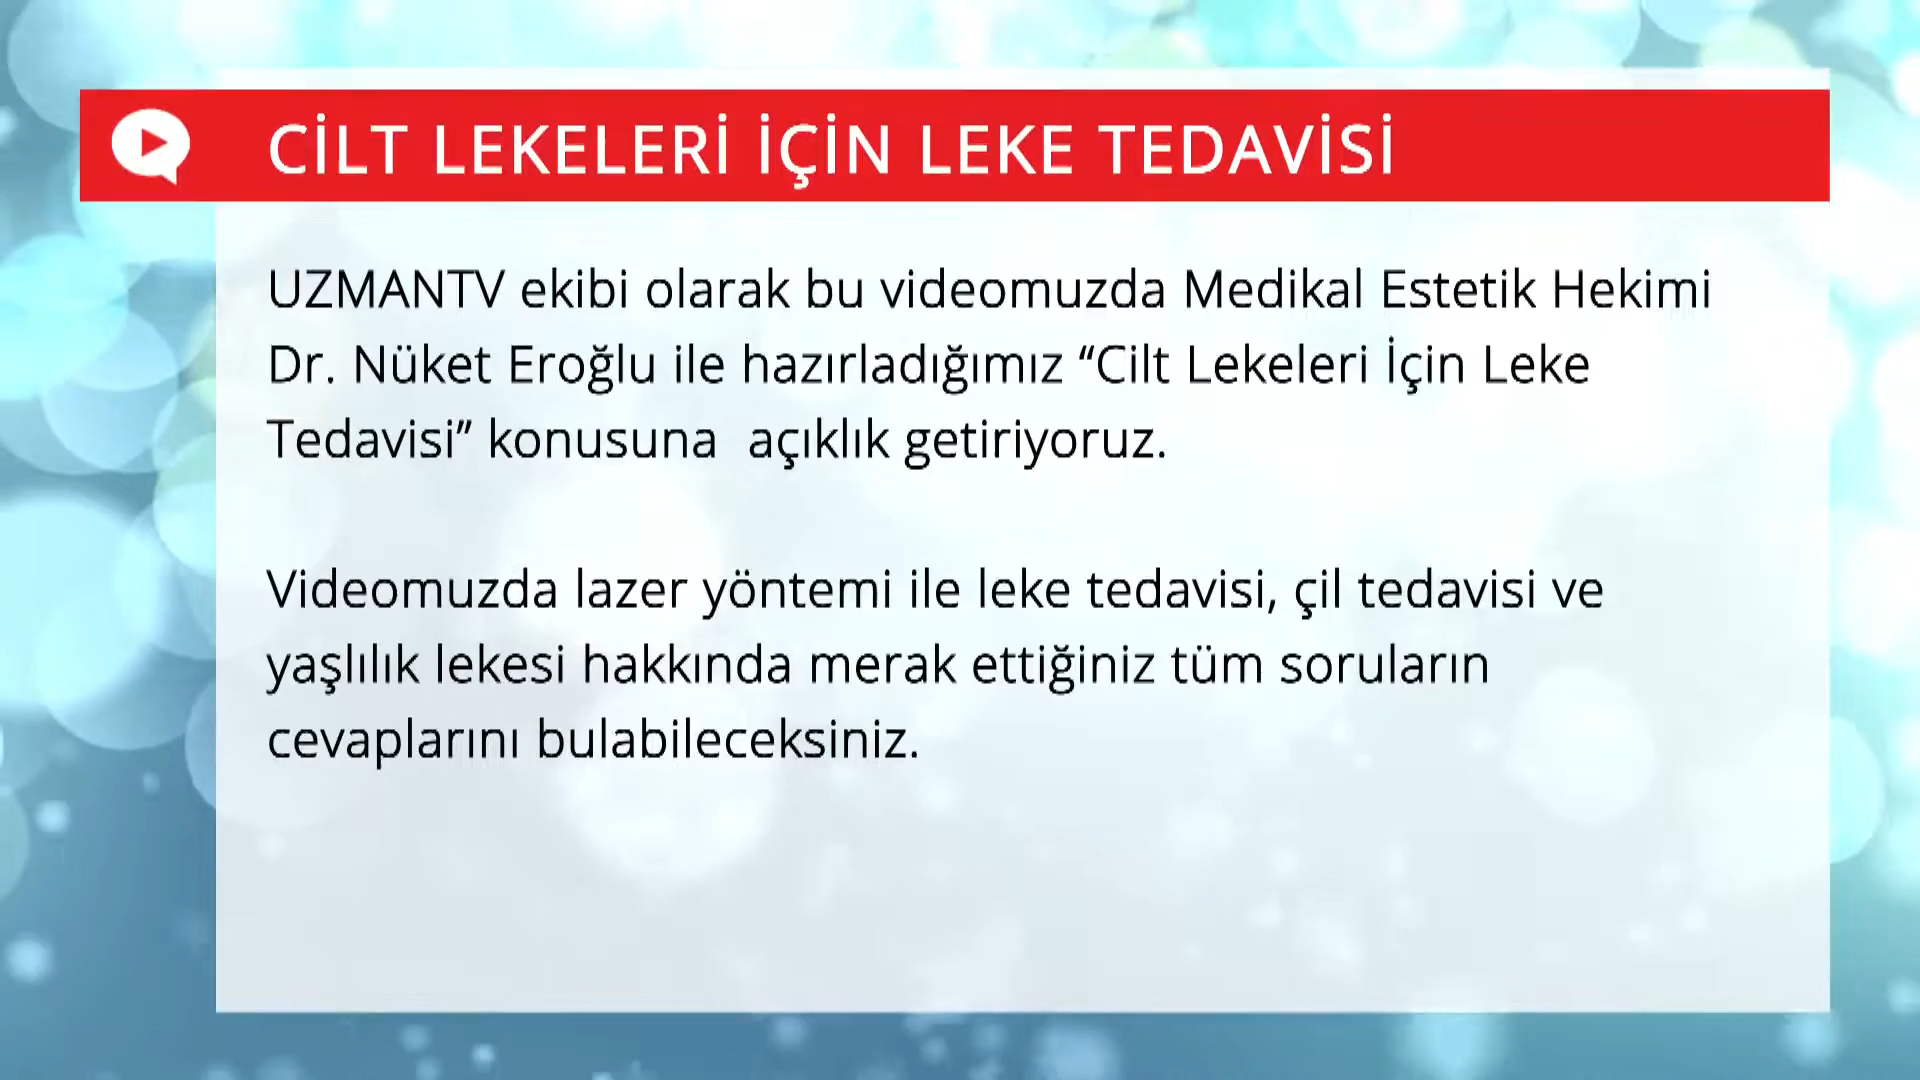 CİLT LEKELERİ İÇİN LEKE TEDAVİSİ
UZMANTV ekibi olarak bu videomuzda Medikal Estetik Hekimi
Dr. Nüket Eroğlu ile hazırladığımız “Cilt Lekeleri İçin Leke
Tedavisi” konusuna  açıklık getiriyoruz.
Videomuzda lazer yöntemi ile leke tedavisi, çil tedavisi ve
yaşlılık lekesi hakkında merak ettiğiniz tüm soruların
cevaplarını bulabileceksiniz.